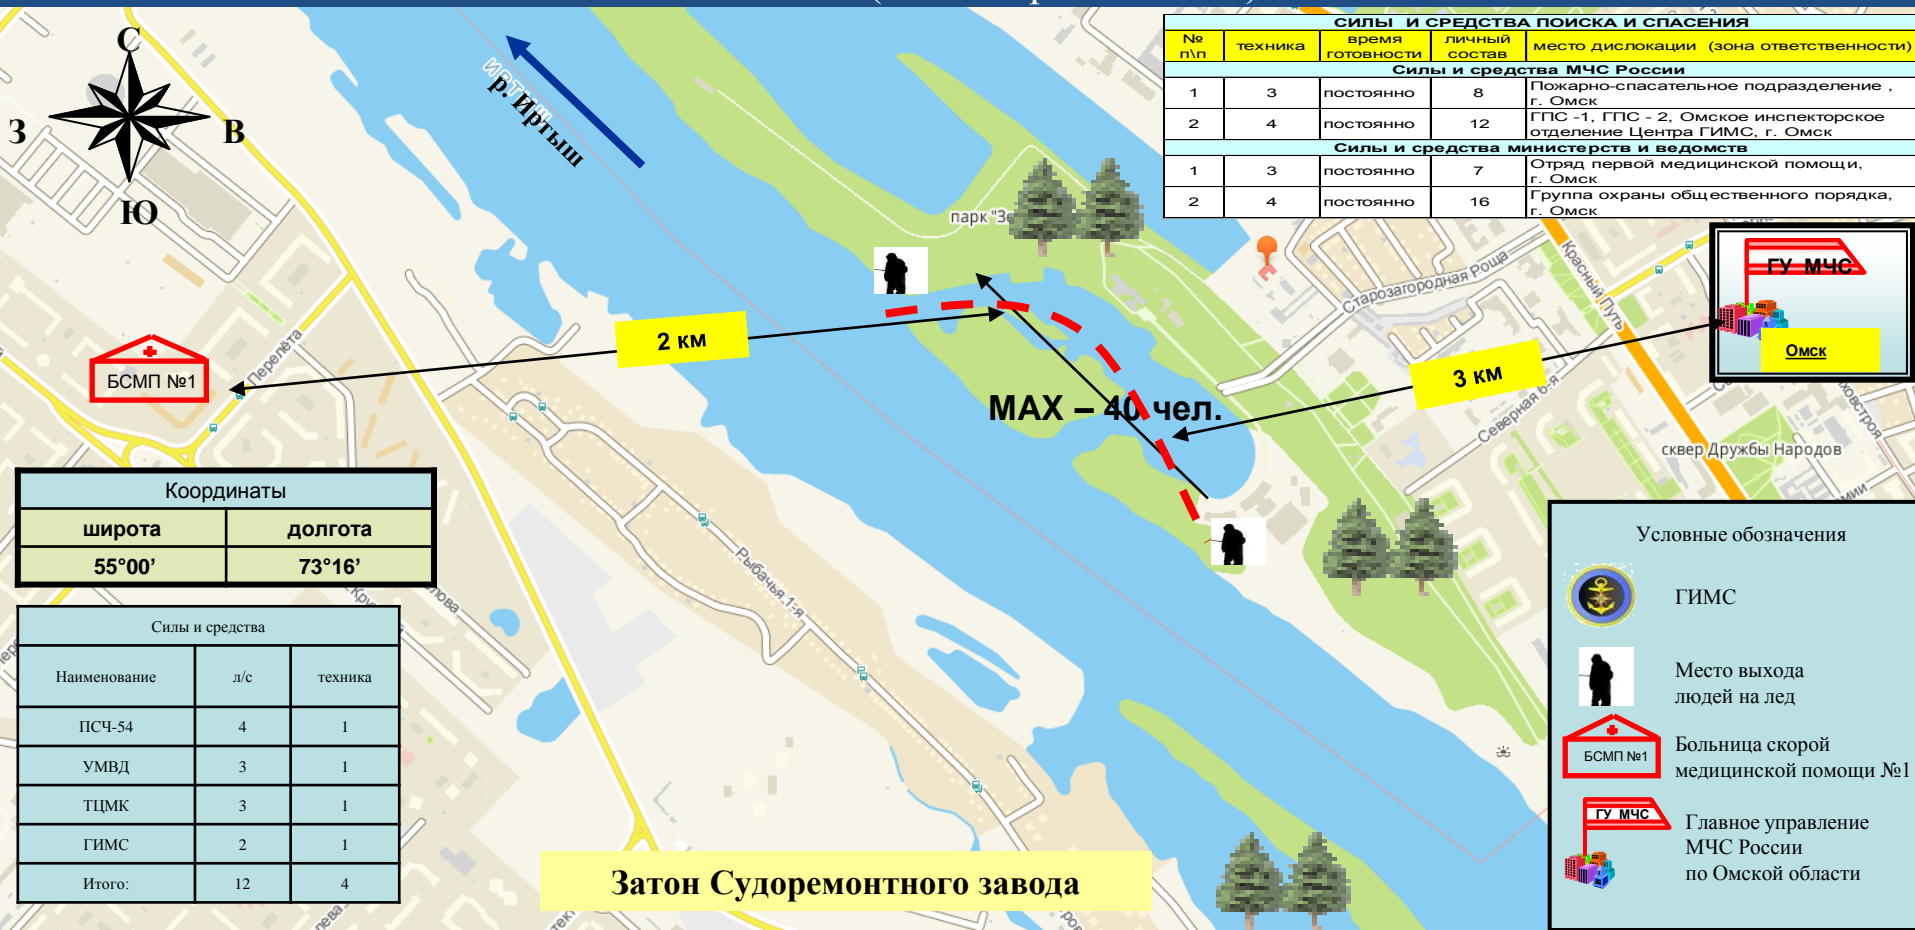 СИЛЫ И СРЕДСТВА ПОИСКА И СПАСЕНИЯ
№ п\п техника время готовности личный состав место дислокации (зона ответственности)
Силы и средства МЧС России
1 3 постоянно 8 Пожарно-спасательное подразделение , г. Омск
2 4 постоянно 12 ГПС -1, ГПС - 2, Омское инспекторское отделение Центра ГИМС, г. Омск
Силы и средства министерств и ведомств
1 3 постоянно 7 Отряд первой медицинской помощи, г. Омск
2 4 постоянно 16 Группа охраны общественного порядка, г. Омск
С
З
В
Ю
ИРТЫШ
р. Иртыш
парк
Старозагородная Роща
Красный Путь
ГУ МЧС
Омск
2 км
3 км
БСМП №1
Перелёта
МАХ – 40 чел.
Северная 6-я
сквер Дружбы Народов
Рыбачья 1-я
Координаты
широта долгота
55°00’ 73°16’
Силы и средства
Наименование л/с техника
ПСЧ-54 4 1
УМВД 3 1
ТЦМК 3 1
ГИМС 2 1
Итого: 12 4
Затон Судоремонтного завода
Условные обозначения
ГИМС
Место выхода
людей на лед
БСМП №1
Больница скорой
медицинской помощи №1
ГУ МЧС
Главное управление
МЧС России
по Омской области